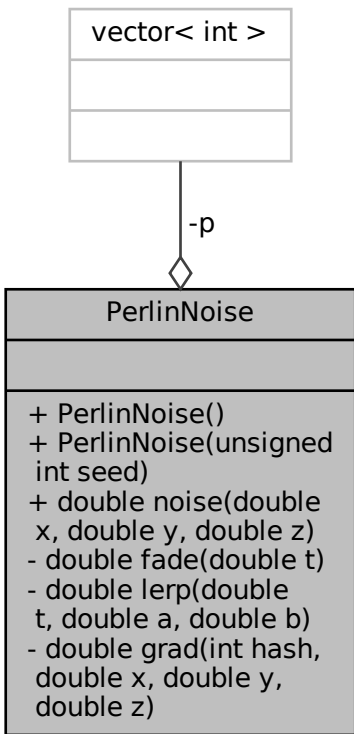 vector< int >
-p
PerlinNoise
+ PerlinNoise()
+ PerlinNoise(unsigned
int seed)
+ double noise(double
x, double y, double z)
- double fade(double t)
- double lerp(double
t, double a, double b)
- double grad(int hash,
double x, double y,
double z)